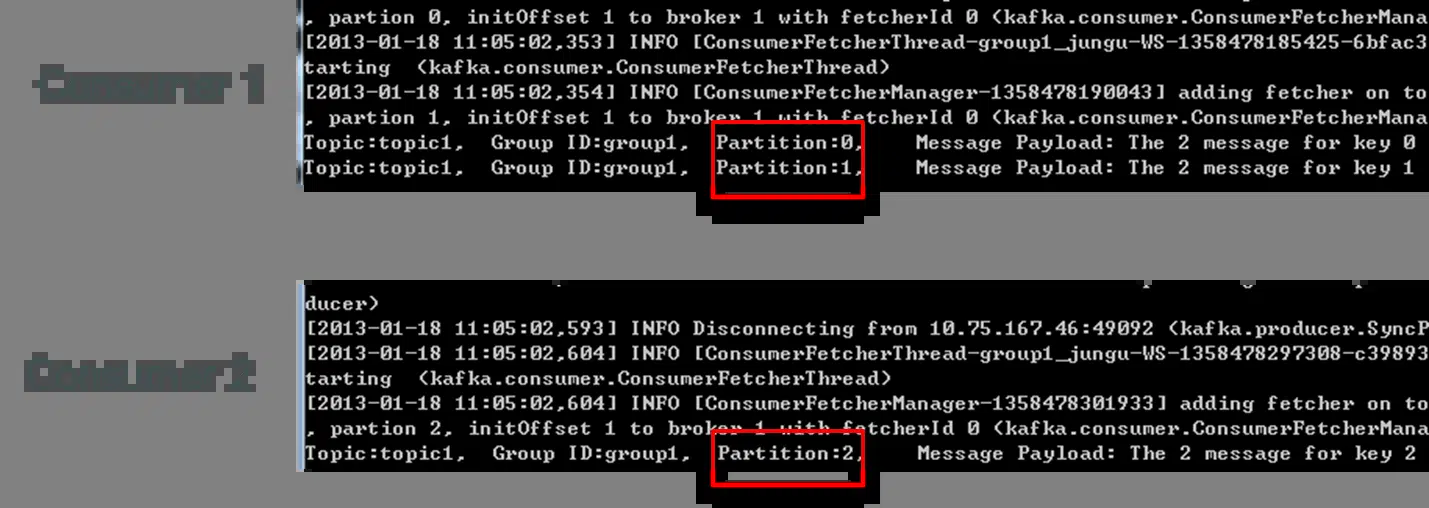 Consumer 1
, partion 0, initOffset 1 to broker 1 with fetcherId 0 (kafka.consumer.ConsumerFetcherMana
[2013-01-18 11:05:02,353] INFO [ConsumerFetcherThread-group1_jungu-WS-1358478185425-6bfac3
tarting  (kafka.consumer.ConsumerFetcherThread)
[2013-01-18 11:05:02,354] INFO [ConsumerFetcherManager-1358478190043] adding fetcher on to
, partion 1, initOffset 1 to broker 1 with fetcherId 0 (kafka.consumer.ConsumerFetcherMana
Topic:topic1,  Group ID:group1,  Partition:0,    Message Payload: The 2 message for key 0
Topic:topic1,  Group ID:group1,  Partition:1,    Message Payload: The 2 message for key 1
Consumer2
ducer)
[2013-01-18 11:05:02,593] INFO Disconnecting from 10.75.167.46:49092 (kafka.producer.SyncP
[2013-01-18 11:05:02,604] INFO [ConsumerFetcherThread-group1_jungu-WS-1358478297308-c39893
tarting  (kafka.consumer.ConsumerFetcherThread)
[2013-01-18 11:05:02,604] INFO [ConsumerFetcherManager-1358478301933] adding fetcher on to
, partion 2, initOffset 1 to broker 1 with fetcherId 0 (kafka.consumer.ConsumerFetcherMana
Topic:topic1,  Group ID:group1,  Partition:2,    Message Payload: The 2 message for key 2